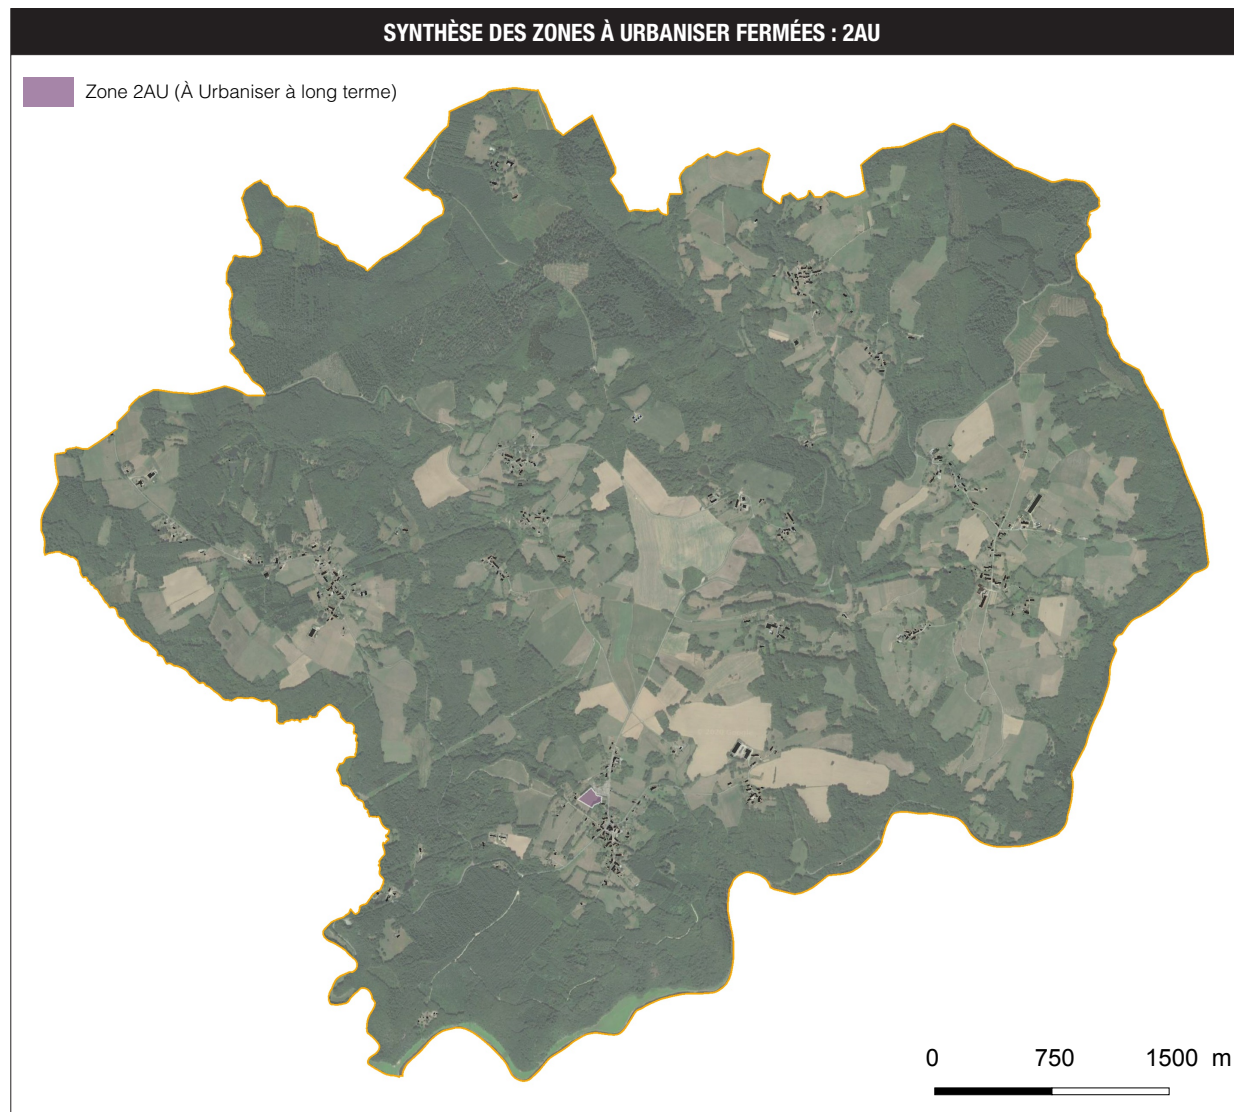 SYNTHÈSE DES ZONES À URBANISER FERMÉES : 2AU
Zone 2AU (À Urbaniser à long terme)
0 750 1500 m